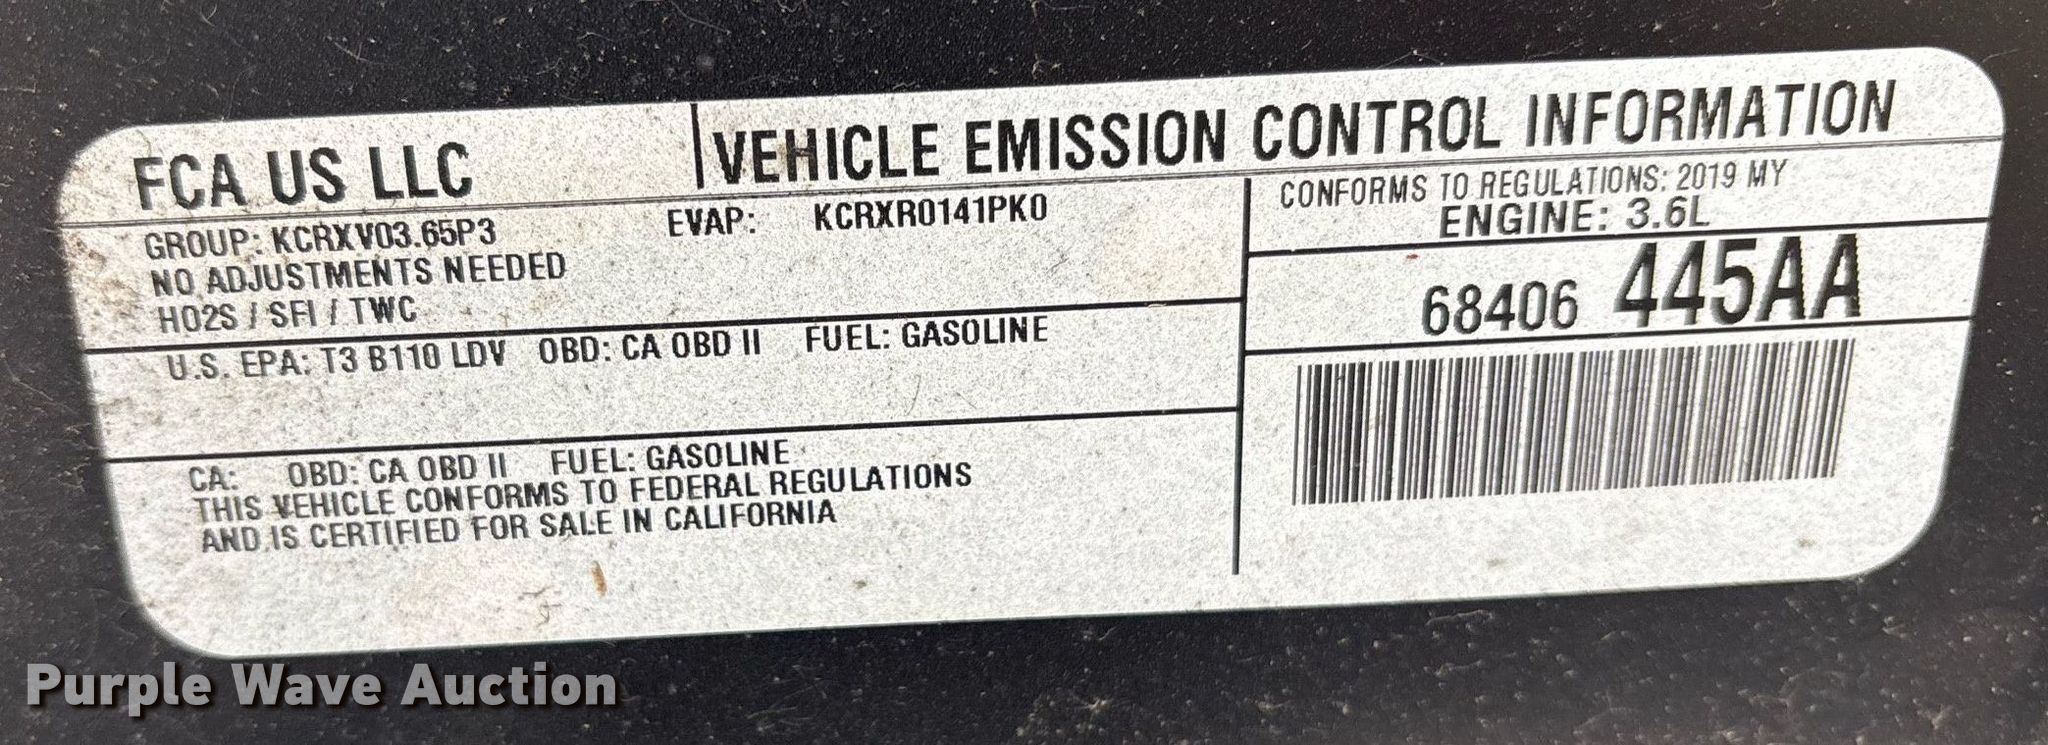 FCA US LLC
VEHICLE EMISSION CONTROL INFORMATION
GROUP: KCRXV03.65P3 EVAP: KCRXR0141PK0
NO ADJUSTMENTS NEEDED
HO2S / SFI / TWC
CONFORMS TO REGULATIONS: 2019 MY
ENGINE: 3.6L
68406 445AA
U.S. EPA: T3 B110 LDV OBD: CA OBD II FUEL: GASOLINE
CA: OBD: CA OBD II FUEL: GASOLINE
THIS VEHICLE CONFORMS TO FEDERAL REGULATIONS
AND IS CERTIFIED FOR SALE IN CALIFORNIA
Purple Wave Auction